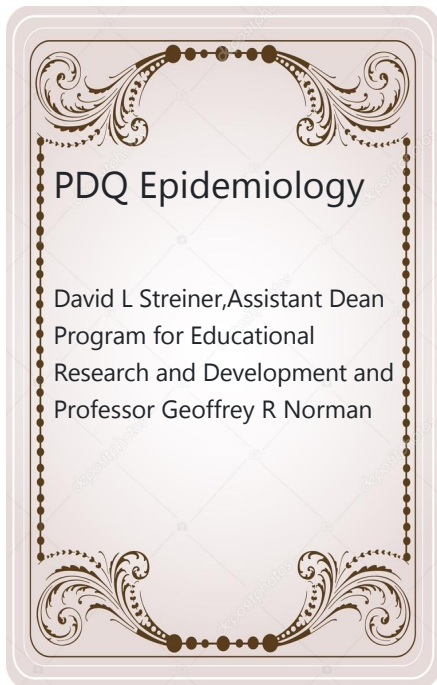 PDQ Epidemiology
David L Streiner,Assistant Dean
Program for Educational
Research and Development and
Professor Geoffrey R Norman